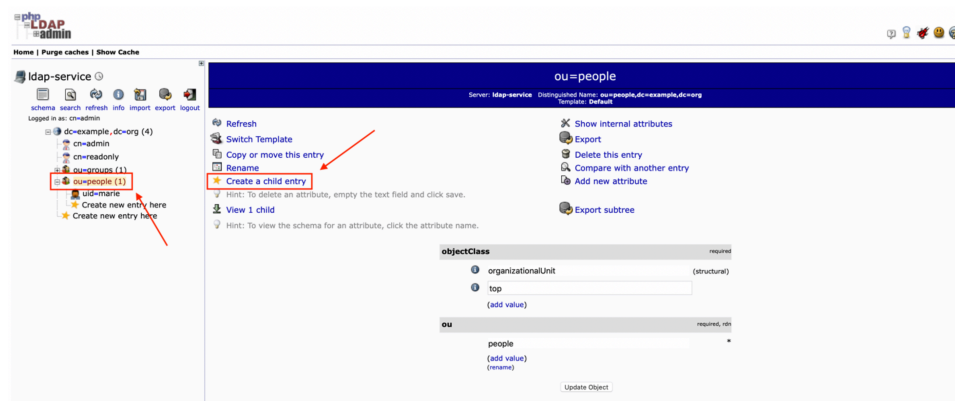 php
LDAP
admin
Home | Purge caches | Show Cache
ldap-service
schema search refresh info import export logout
Logged in as: cn=admin
dc=example,dc=org (4)
cn=admin
cn=readonly
ou=groups (1)
ou=people (1)
uid=marie
Create new entry here
Create new entry here
ou=people
Server: ldap-service Distinguished Name: ou=people,dc=example,dc=org
Template: Default
Refresh
Switch Template
Copy or move this entry
Rename
Create a child entry
Hint: To delete an attribute, empty the text field and click save.
View 1 child
Hint: To view the schema for an attribute, click the attribute name.
Show internal attributes
Export
Delete this entry
Compare with another entry
Add new attribute
Export subtree
objectClass required
organizationalUnit (structural)
top
(add value)
ou required, rdn
people *
(add value)
(rename)
Update Object